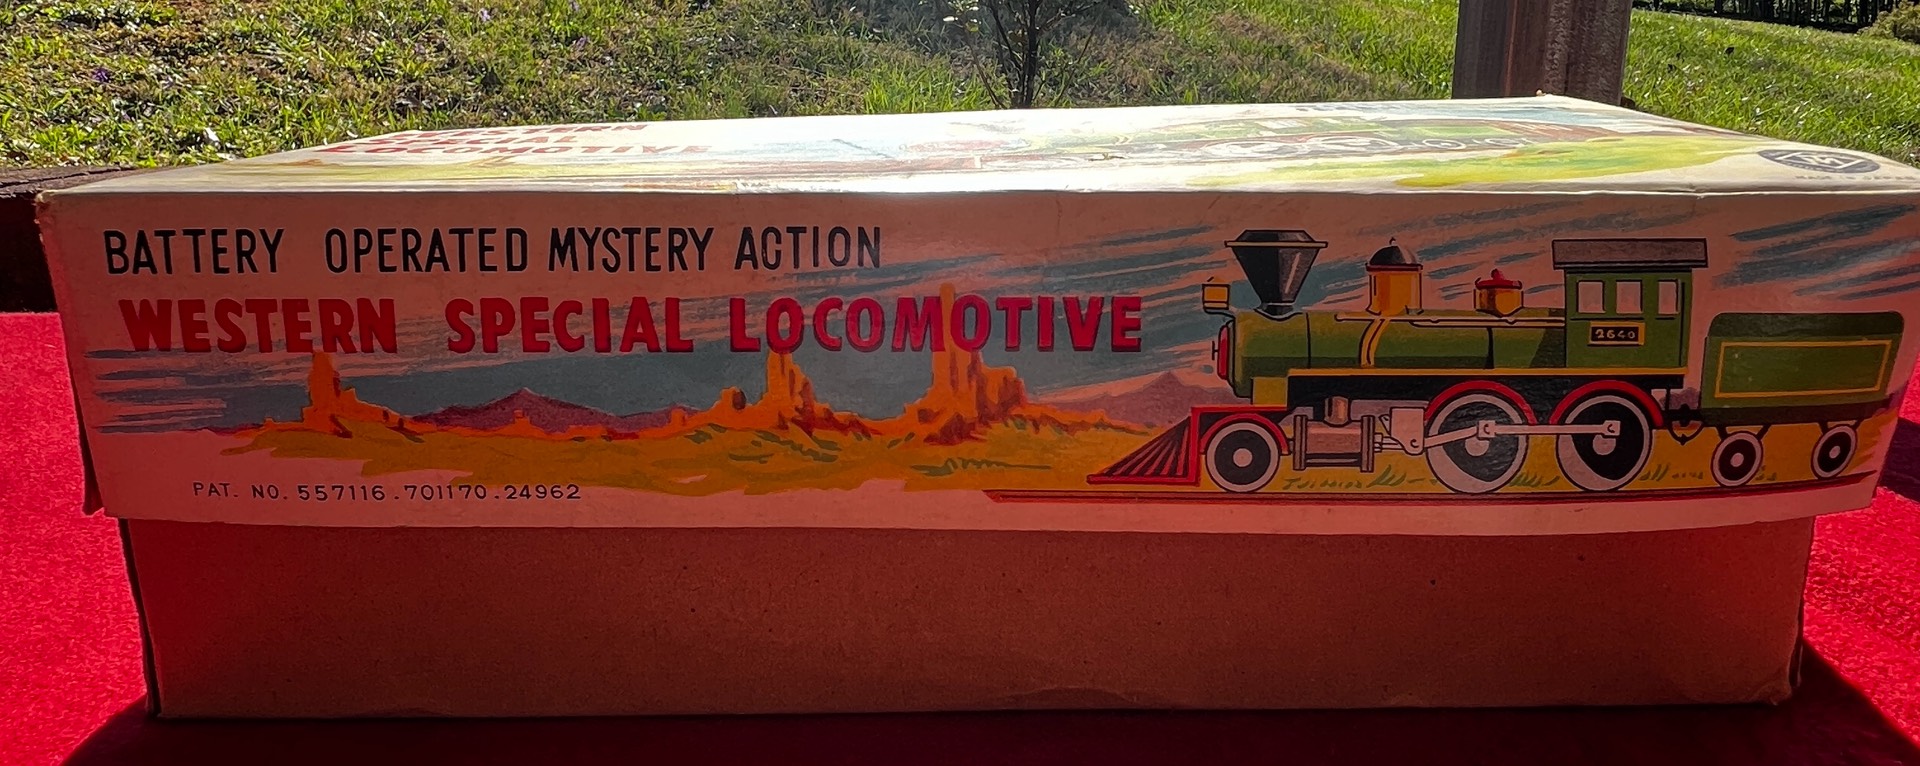 WESTERN
SPECIAL
LOCOMOTIVE
BATTERY OPERATED MYSTERY ACTION
WESTERN SPECIAL LOCOMOTIVE
2640
PAT. NO. 557116.701170.24962